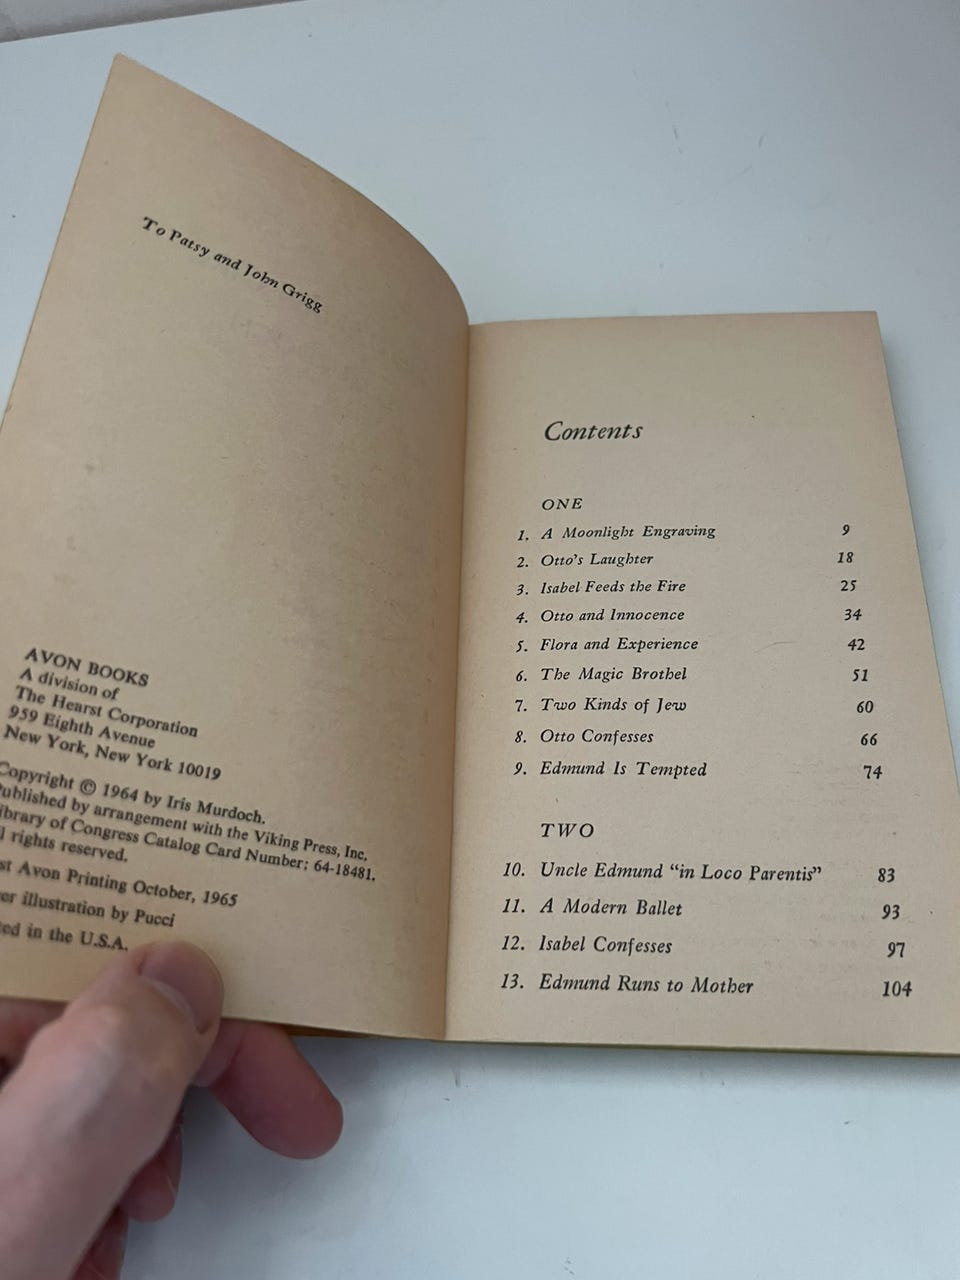 To Patsy and John Grigg
AVON BOOKS
A division of
The Hearst Corporation
959 Eighth Avenue
New York, New York 10019
Copyright © 1964 by Iris Murdoch.
Published by arrangement with the Viking Press, Inc.
Library of Congress Catalog Card Number: 64-18481.
rights reserved.
Avon Printing October, 1965
illustration by Pucci
in the U.S.A.
Contents
ONE
1. A Moonlight Engraving 9
2. Otto's Laughter 18
3. Isabel Feeds the Fire 25
4. Otto and Innocence 34
5. Flora and Experience 42
6. The Magic Brothel 51
7. Two Kinds of Jew 60
8. Otto Confesses 66
9. Edmund Is Tempted 74
TWO
10. Uncle Edmund "in Loco Parentis" 83
11. A Modern Ballet 93
12. Isabel Confesses 97
13. Edmund Runs to Mother 104